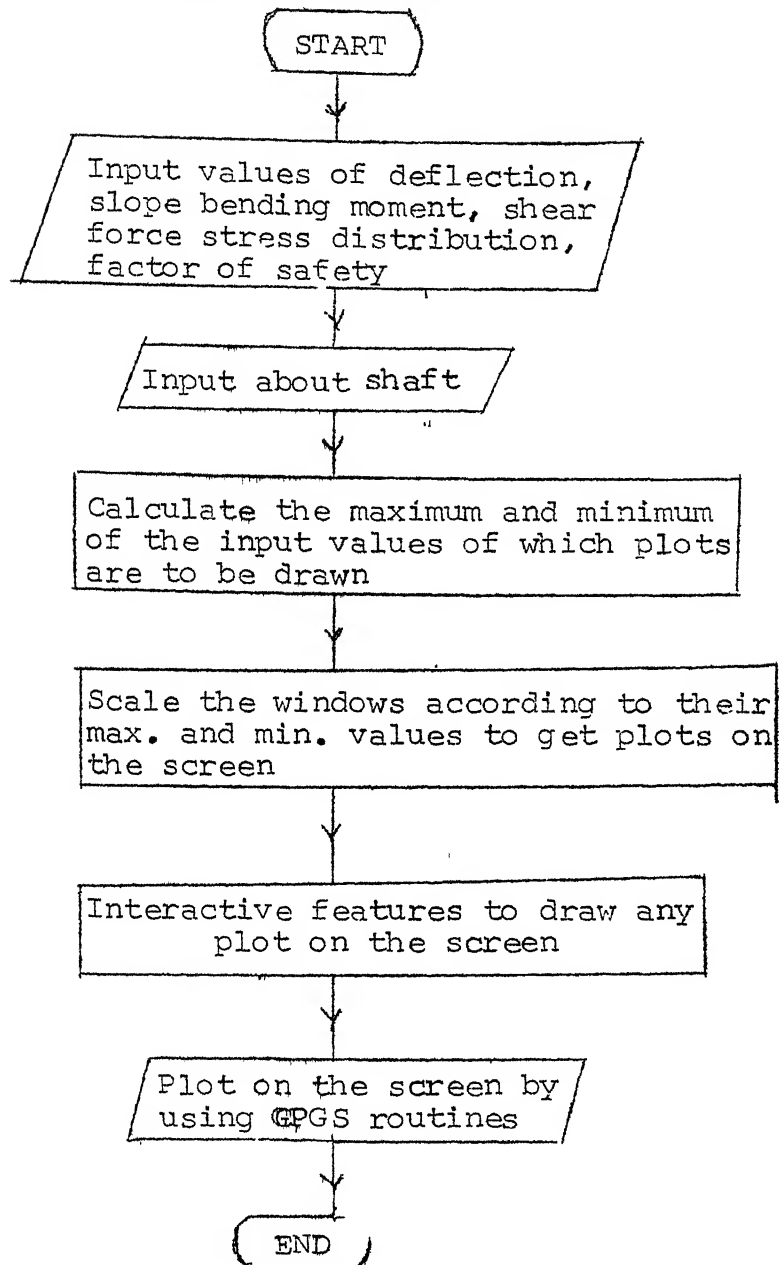 START
Input values of deflection,
slope bending moment, shear
force stress distribution,
factor of safety
Input about shaft
Calculate the maximum and minimum
of the input values of which plots
are to be drawn
Scale the windows according to their
max. and min. values to get plots on
the screen
Interactive features to draw any
plot on the screen
Plot on the screen by
using GPGS routines
END